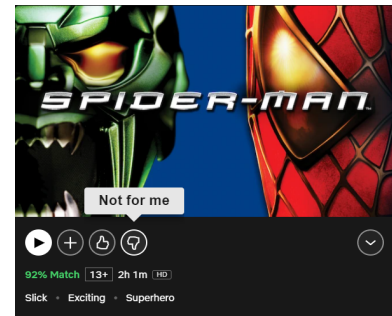 SPIDER-MAN
Not for me
92% Match 13+ 2h 1m HD
Slick • Exciting • Superhero